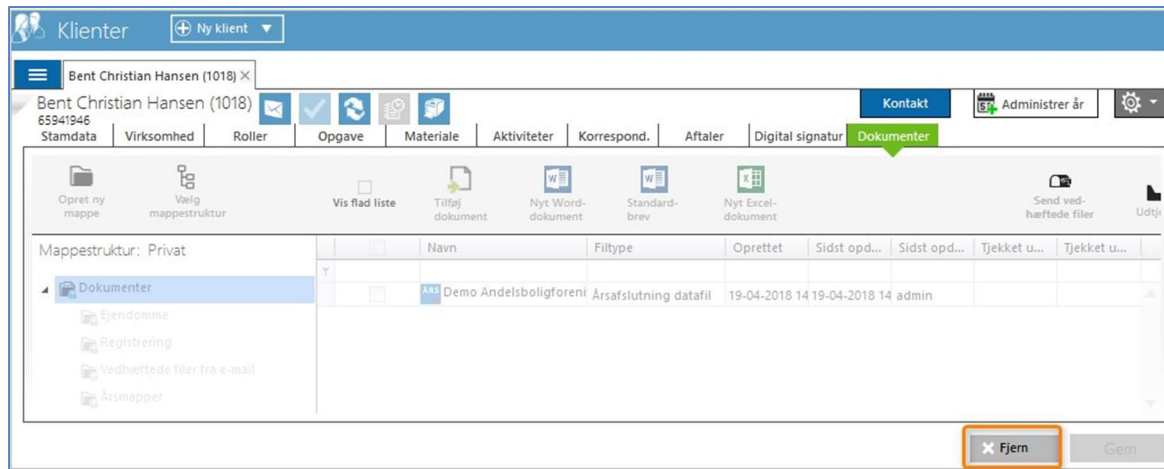 Klienter
Ny klient
Bent Christian Hansen (1018)
Bent Christian Hansen (1018)
Kontakt
Administrer år
65941946
Stamdata Virksomhed Roller Opgave Materiale Aktiviteter Korrespond. Aftaler Digital signatur Dokumenter
Opret ny mappe
Vælg mappestruktur
Vis flad liste
Tilføj dokument
Nyt Word-dokument
Standard-brev
Nyt Excel-dokument
Send ved-hæftede filer
Mappestruktur: Privat
Navn Filtype Oprettet Sidst opd... Sidst opd... Tjekket u... Tjekket u...
Dokumenter
ÅRS Demo Andelsboligforeni Årsafslutning datafil 19-04-2018 14 19-04-2018 14 admin
Ejendomme
Registrering
Vedhæftede filer fra e-mail
Årsmapper
Fjern
Gem